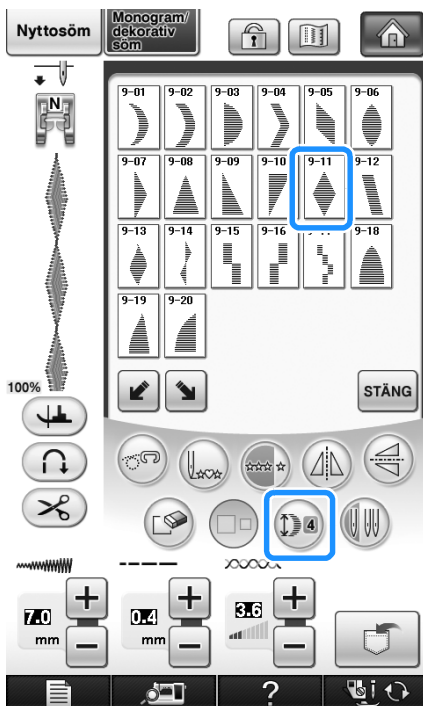 Nyttosöm
Monogram/
dekorativ
söm
N
9-01 9-02 9-03 9-04 9-05 9-06
9-07 9-08 9-09 9-10 9-11 9-12
9-13 9-14 9-15 9-16 9-18
9-19 9-20
100%
STÄNG
4
7.0
mm
0.4
mm
3.6
?
i